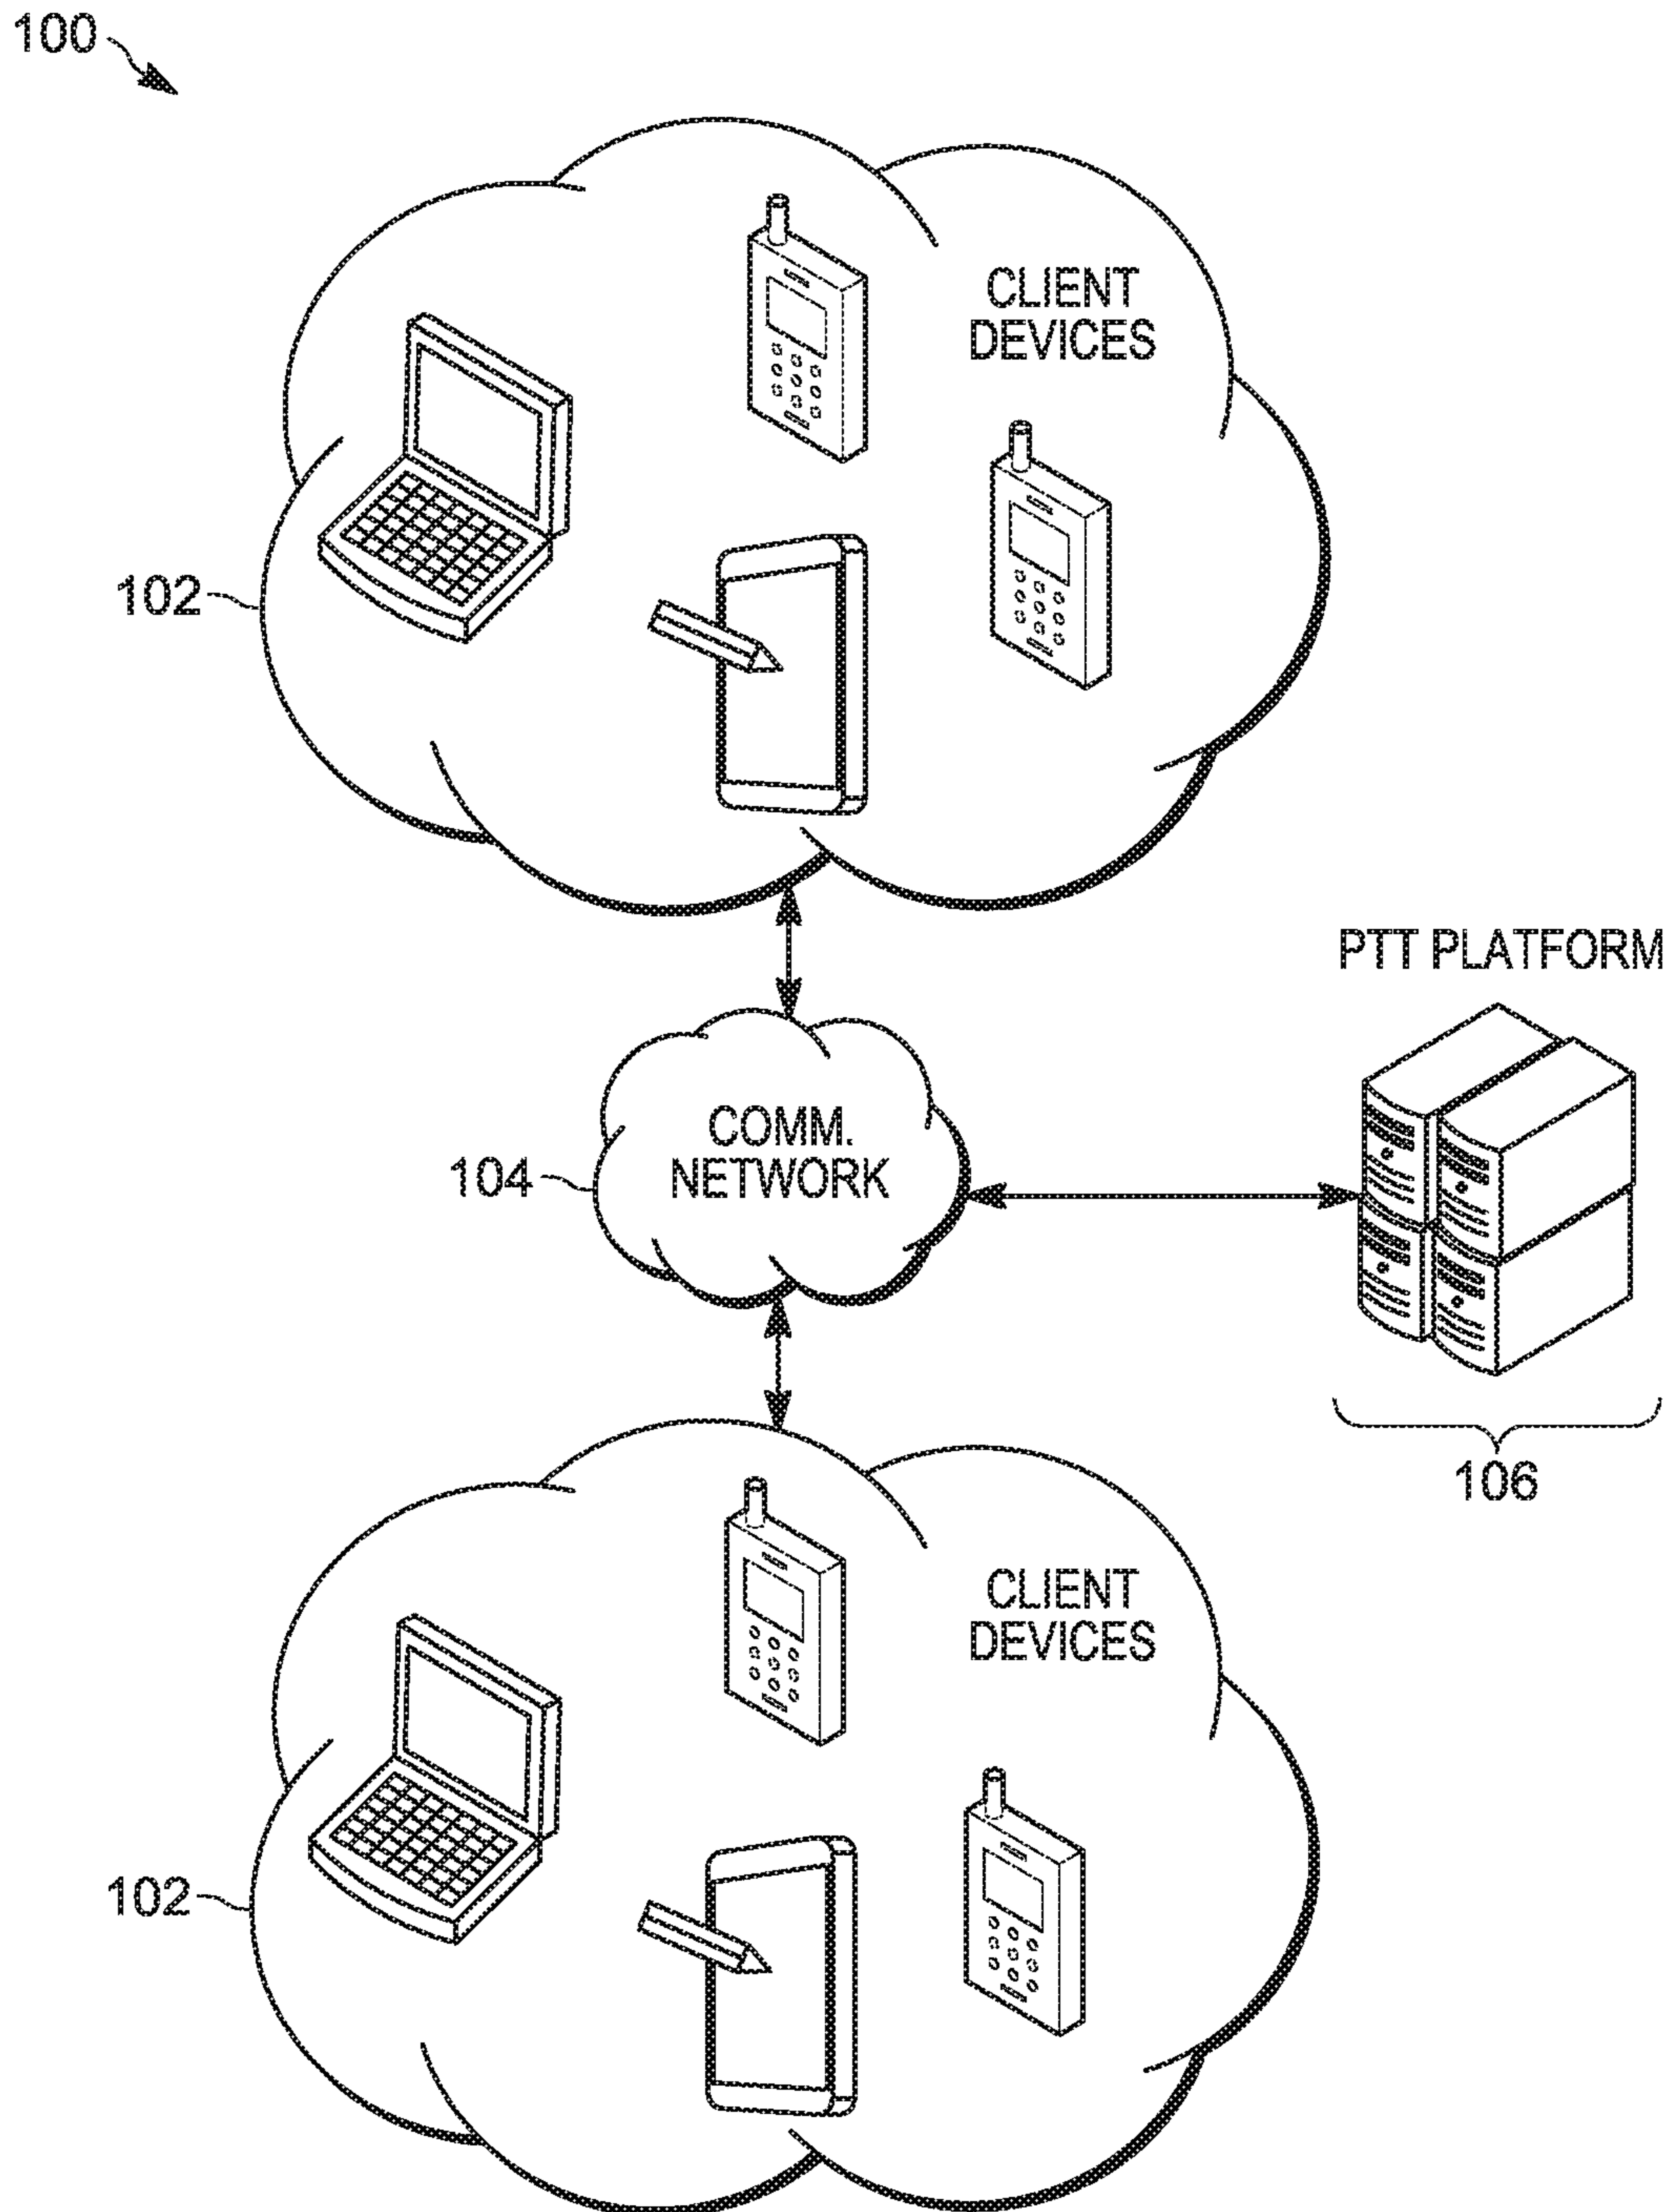 100
CLIENT
DEVICES
102
PTT PLATFORM
COMM.
NETWORK
104
106
CLIENT
DEVICES
102